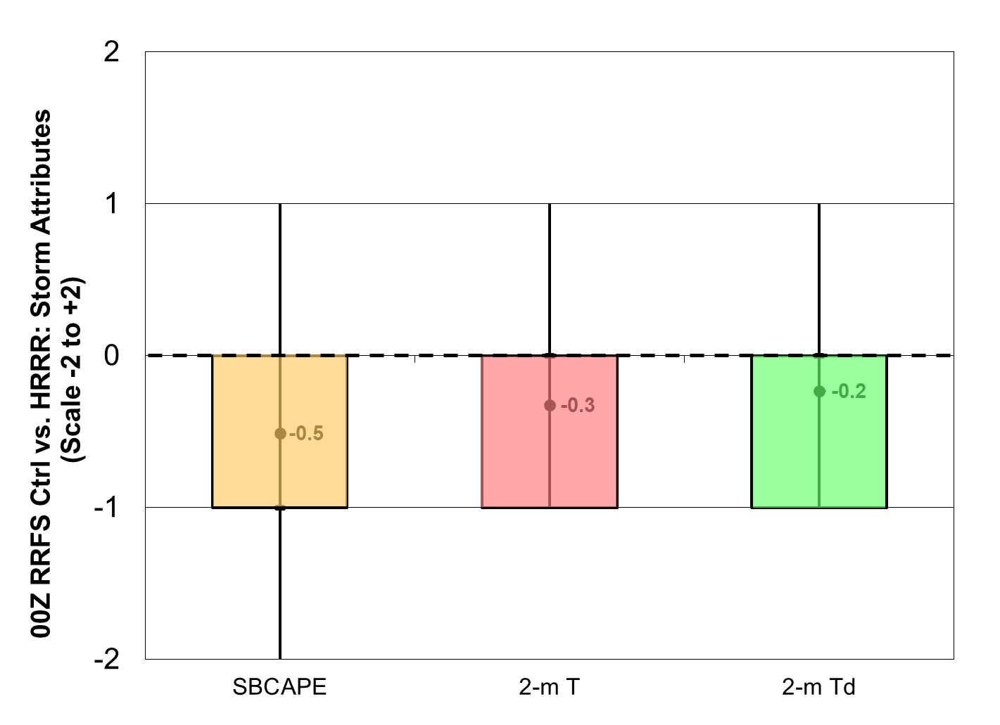 00Z RRFS Ctrl vs. HRRR: Storm Attributes
(Scale -2 to +2)
2
1
0
-1
-2
-0.5
-0.3
-0.2
SBCAPE
2-m T
2-m Td